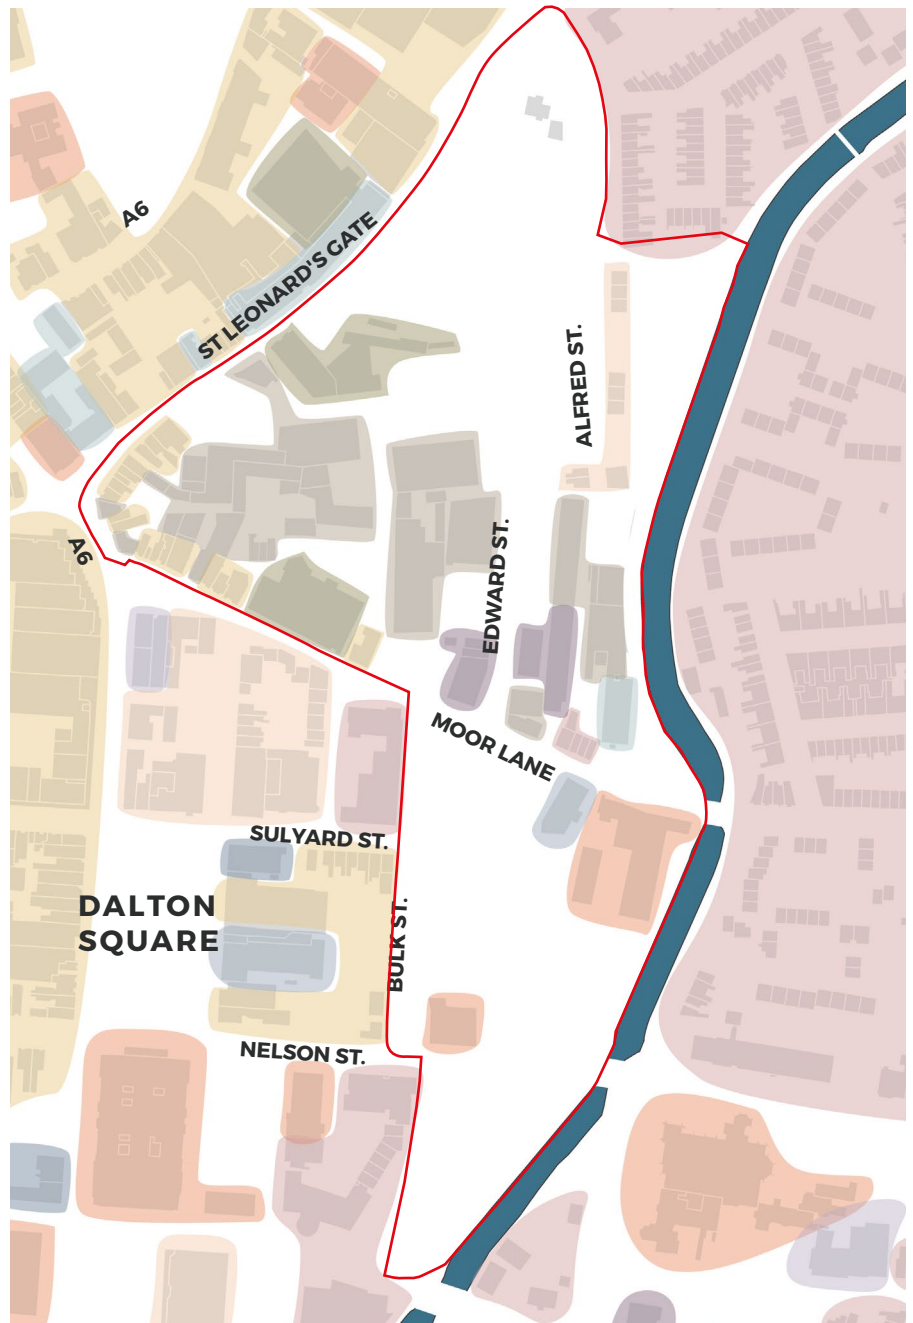 A6
ST LEONARD'S GATE
ALFRED ST.
A6
EDWARD ST.
MOOR LANE
SULYARD ST.
DALTON
SQUARE
BULK ST.
NELSON ST.